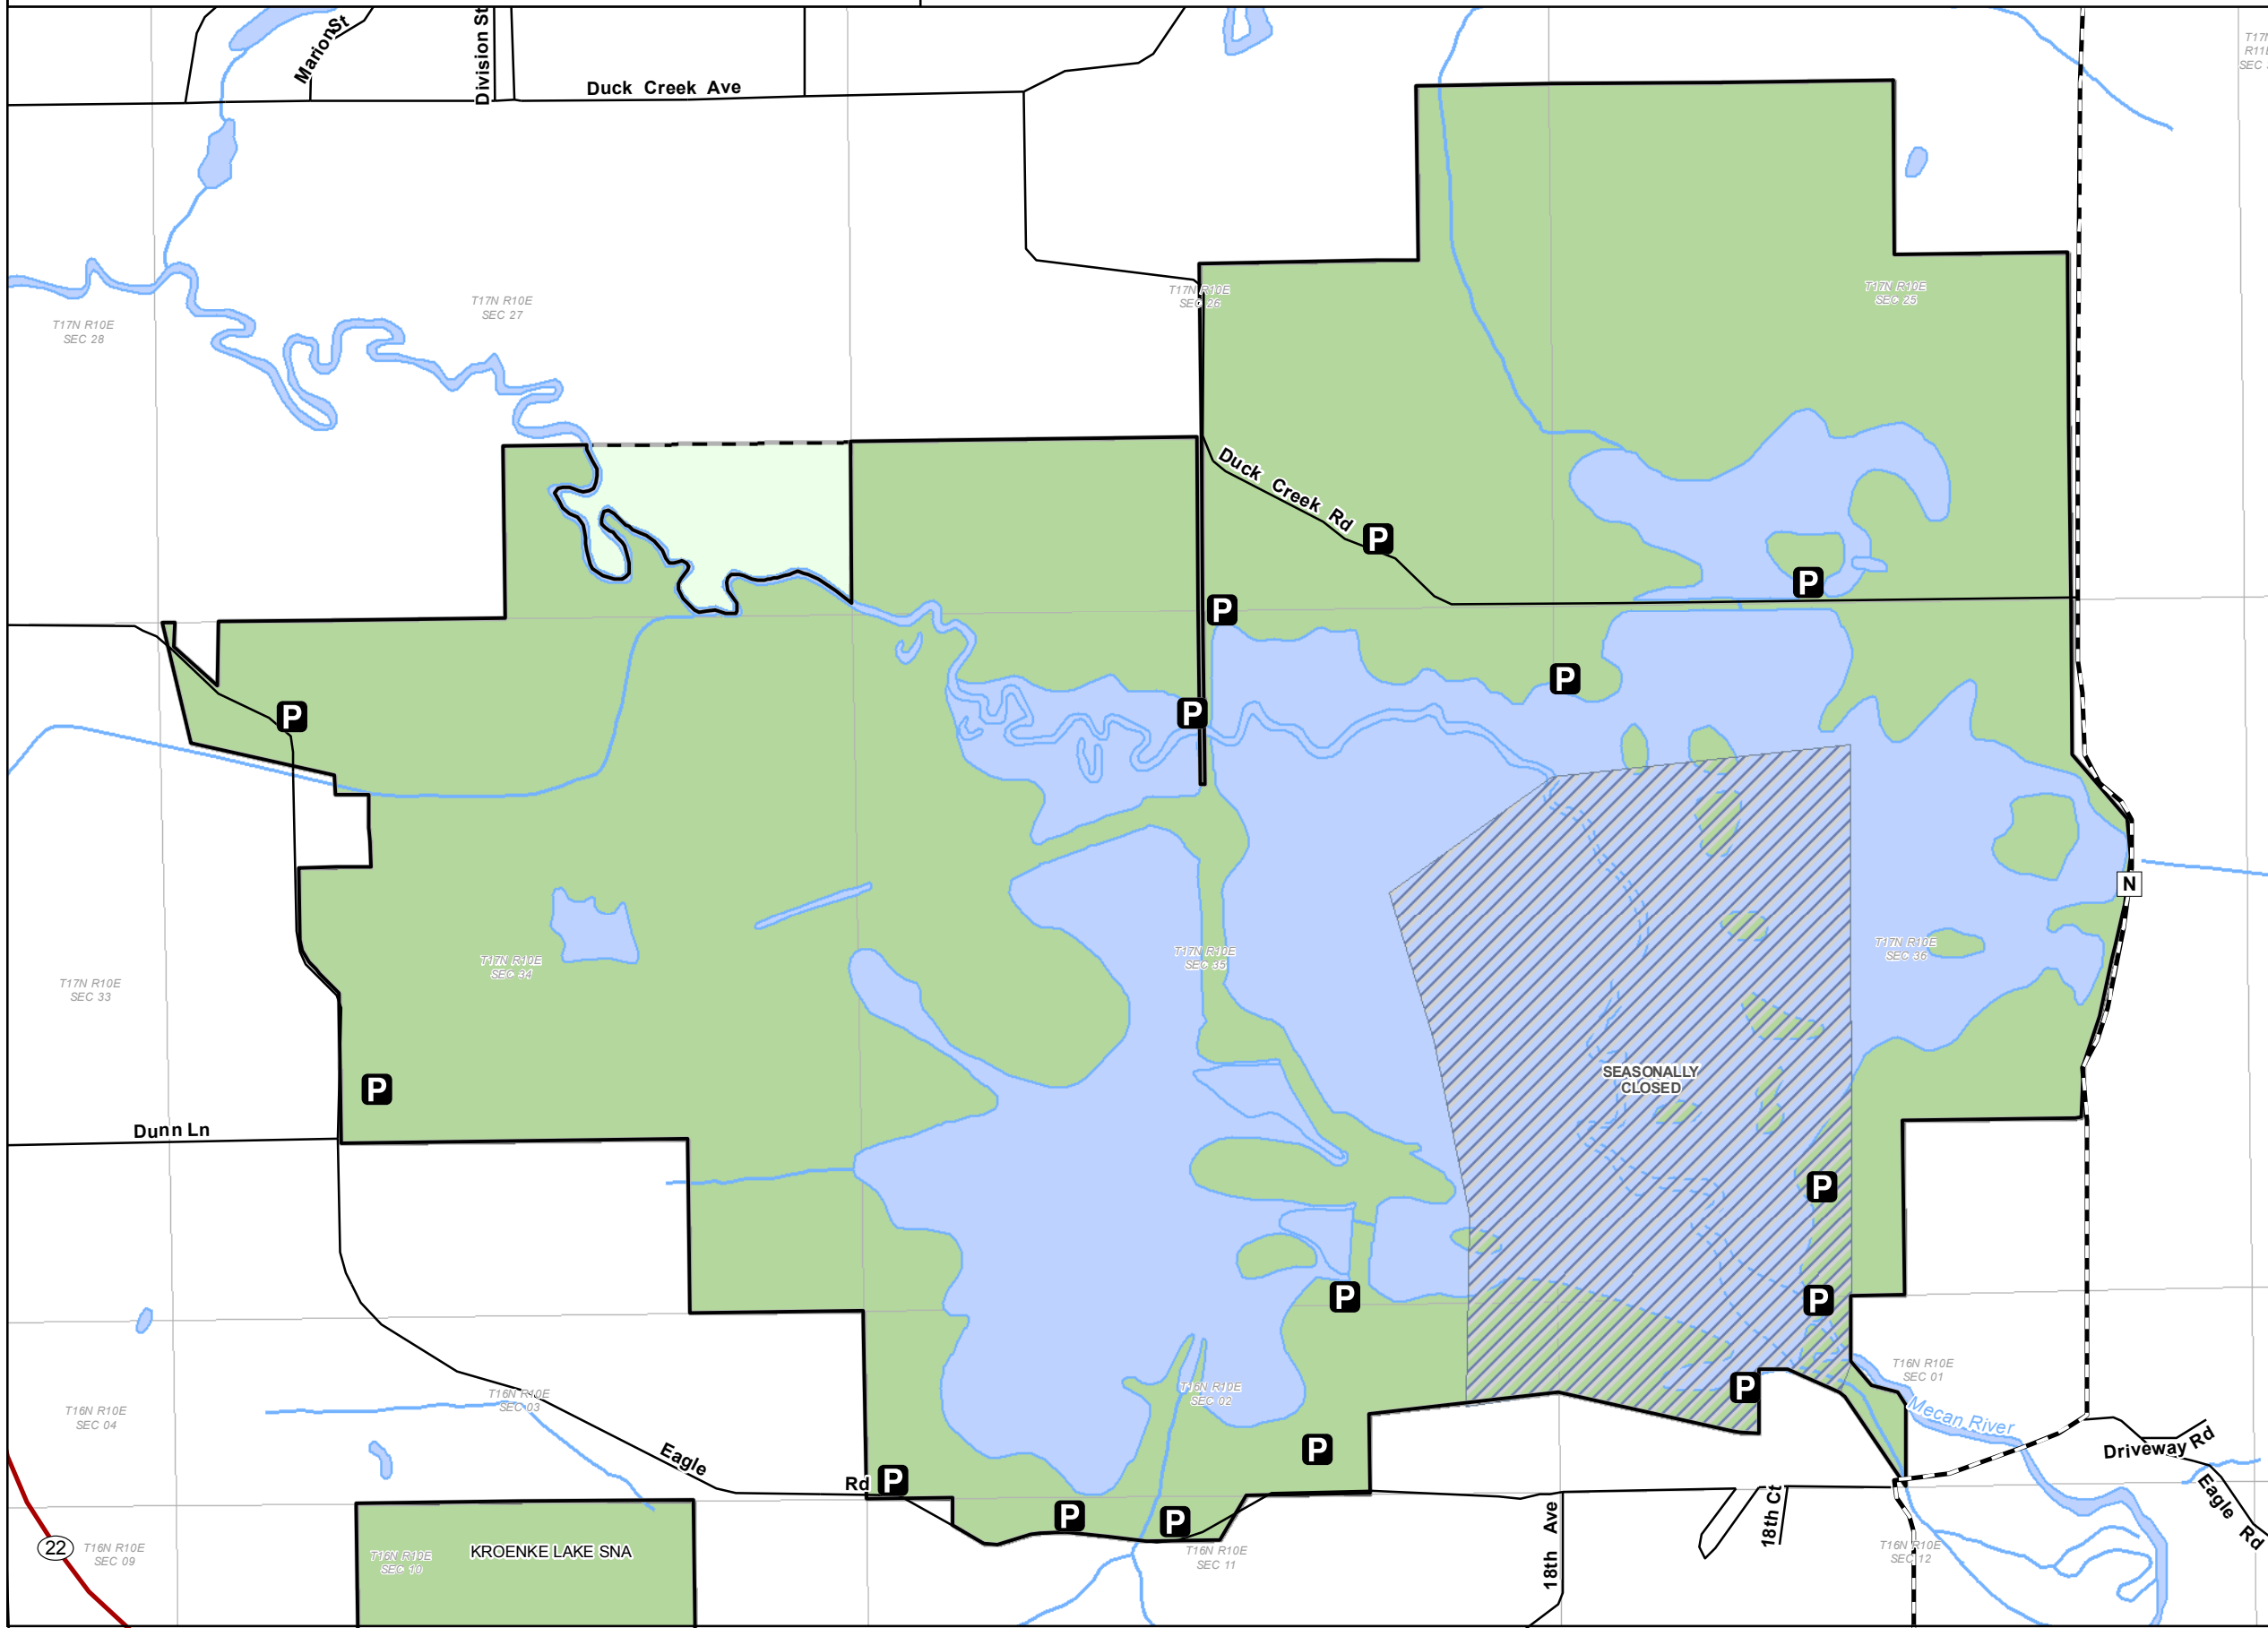 Marion St
Division St
Duck Creek Ave
T17N R10E
SEC 28
T17N R10E
SEC 27
T17N R10E
SEC 26
T17N R10E
SEC 25
Duck Creek Rd
P
P
P
P
P
P
N
T17N R10E
SEC 33
T17N R10E
SEC 34
T17N R10E
SEC 35
T17N R10E
SEC 36
SEASONALLY
CLOSED
P
Dunn Ln
P
P
P
T16N R10E
SEC 04
T16N R10E
SEC 03
T16N R10E
SEC 02
T16N R10E
SEC 01
P
Mecan River
Driveway Rd
Eagle Rd
P
Eagle Rd
P
P
P
18th Ave
18th Ct
22
T16N R10E
SEC 09
T16N R10E
SEC 10
KROENKE LAKE SNA
T16N R10E
SEC 11
T16N R10E
SEC 12